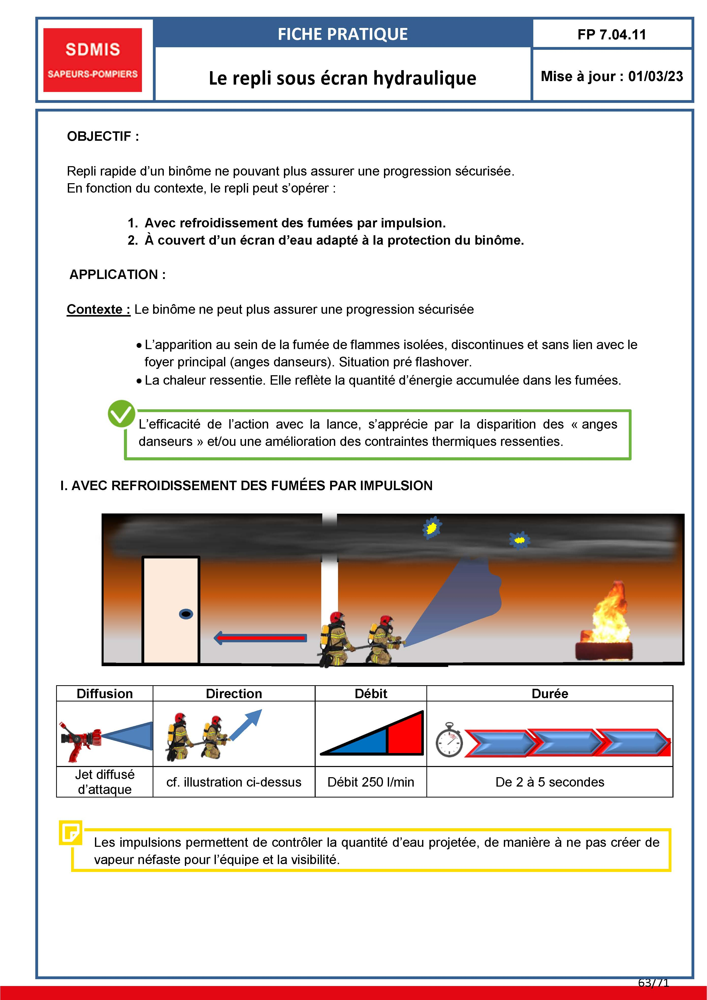 SDMIS
SAPEURS-POMPIERS
FICHE PRATIQUE
Le repli sous écran hydraulique
FP 7.04.11
Mise à jour : 01/03/23
OBJECTIF :
Repli rapide d’un binôme ne pouvant plus assurer une progression sécurisée.
En fonction du contexte, le repli peut s’opérer :
1. Avec refroidissement des fumées par impulsion.
2. À couvert d’un écran d’eau adapté à la protection du binôme.
APPLICATION :
Contexte : Le binôme ne peut plus assurer une progression sécurisée
• L’apparition au sein de la fumée de flammes isolées, discontinues et sans lien avec le
foyer principal (anges danseurs). Situation pré flashover.
• La chaleur ressentie. Elle reflète la quantité d’énergie accumulée dans les fumées.
L’efficacité de l’action avec la lance, s’apprécie par la disparition des « anges
danseurs » et/ou une amélioration des contraintes thermiques ressenties.
I. AVEC REFROIDISSEMENT DES FUMÉES PAR IMPULSION
Diffusion Direction Débit Durée
Jet diffusé
d’attaque
cf. illustration ci-dessus
Débit 250 l/min
De 2 à 5 secondes
Les impulsions permettent de contrôler la quantité d’eau projetée, de manière à ne pas créer de
vapeur néfaste pour l’équipe et la visibilité.
63/71